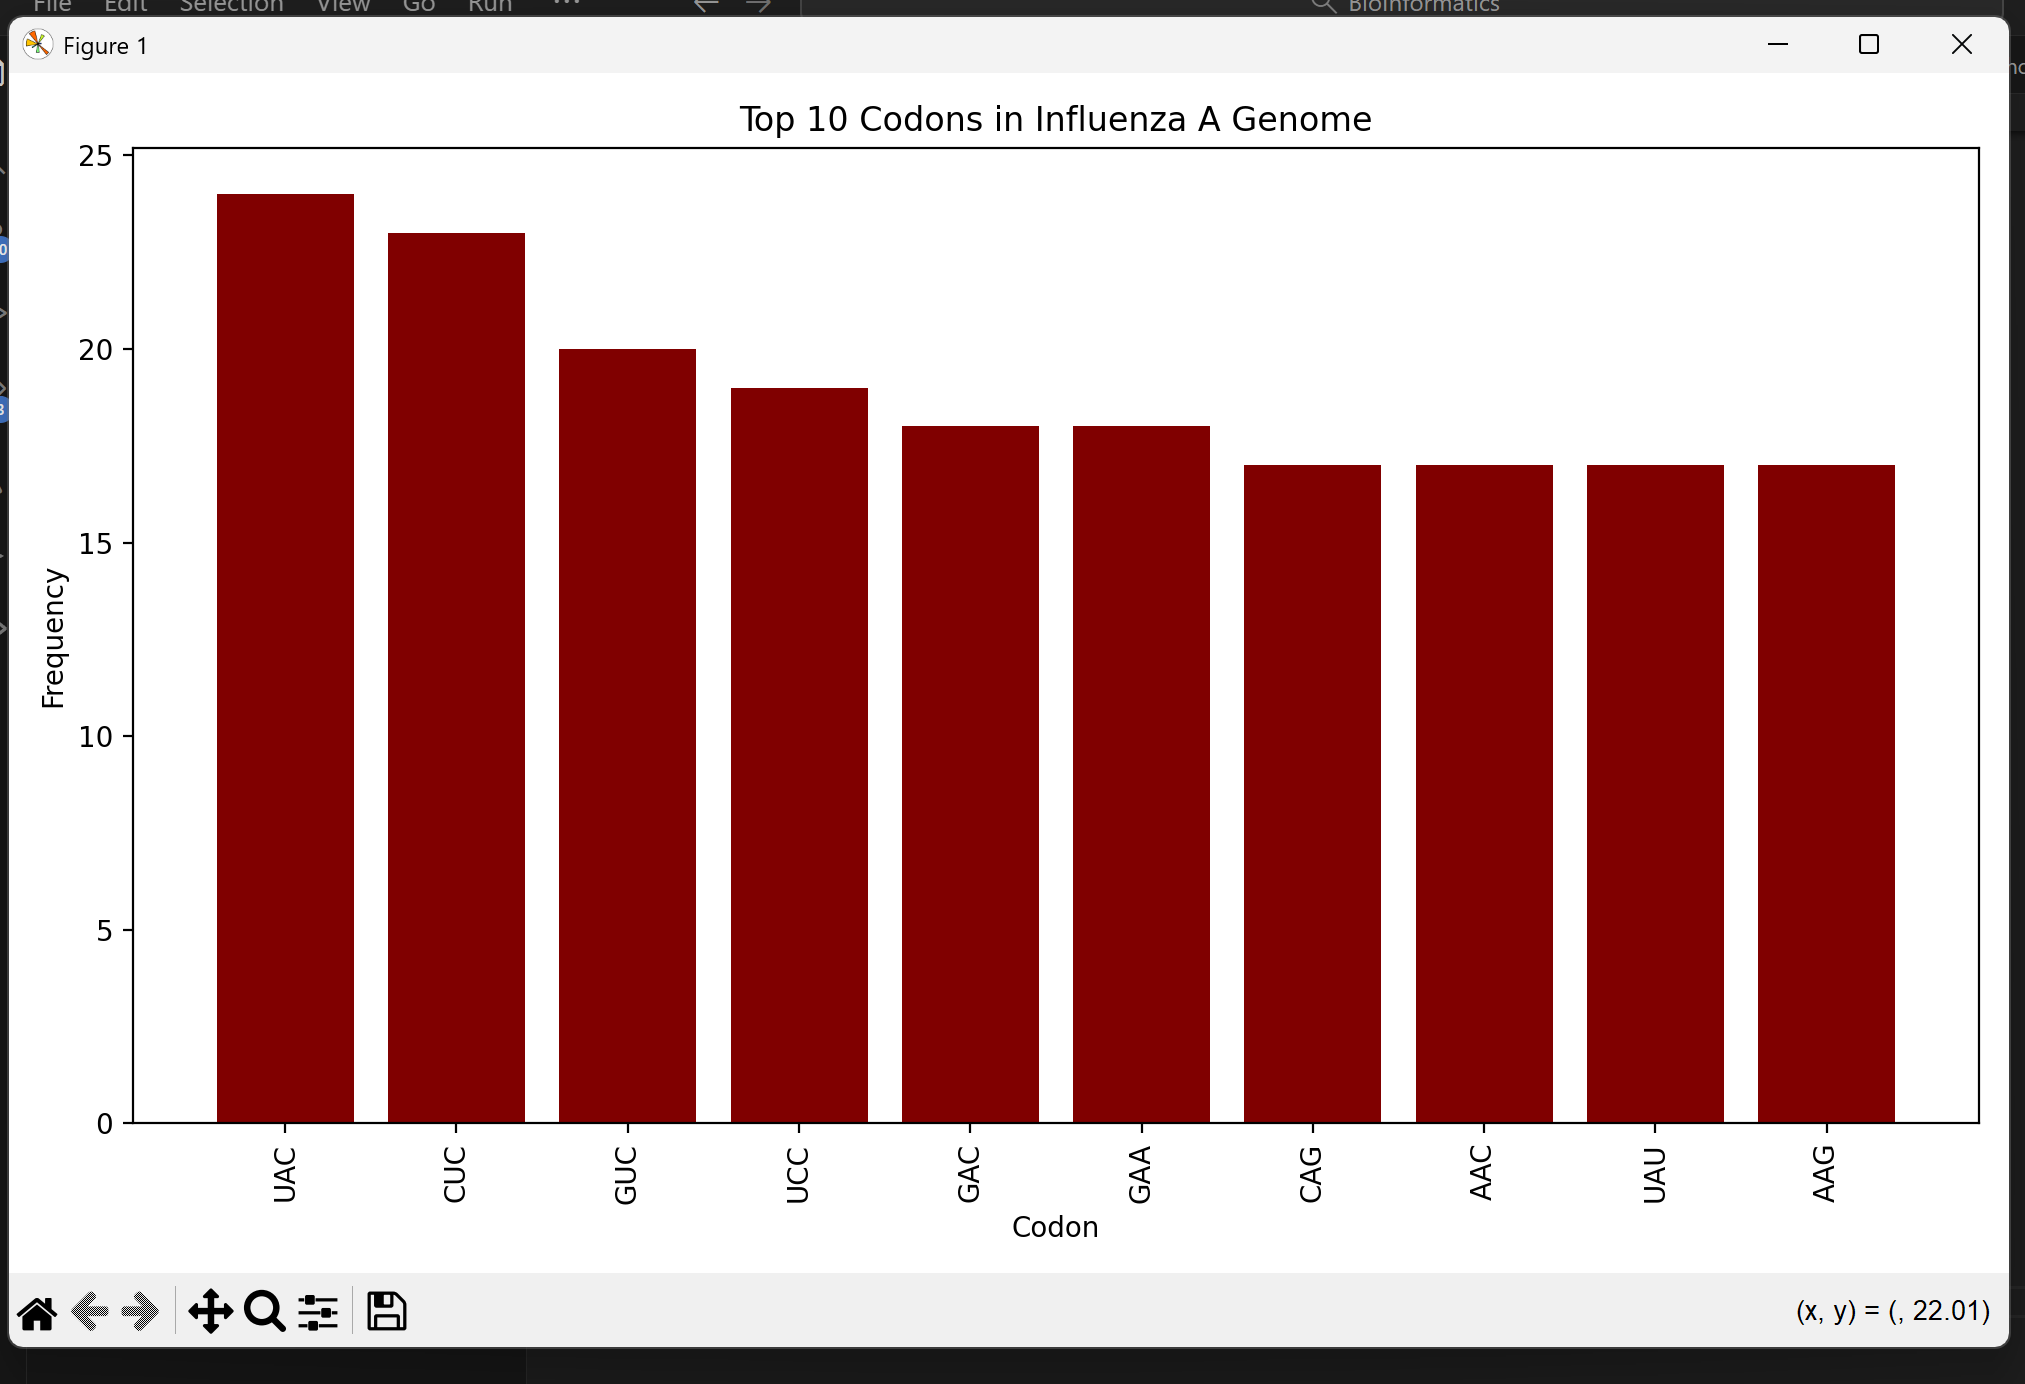 File Edit Selection View Go Run ... Bioinformatics
Figure 1
Top 10 Codons in Influenza A Genome
25
20
15
10
5
0
Frequency
UAC CUC GUC UCC GAC GAA CAG AAC UAU AAG
Codon
(x, y) = (, 22.01)